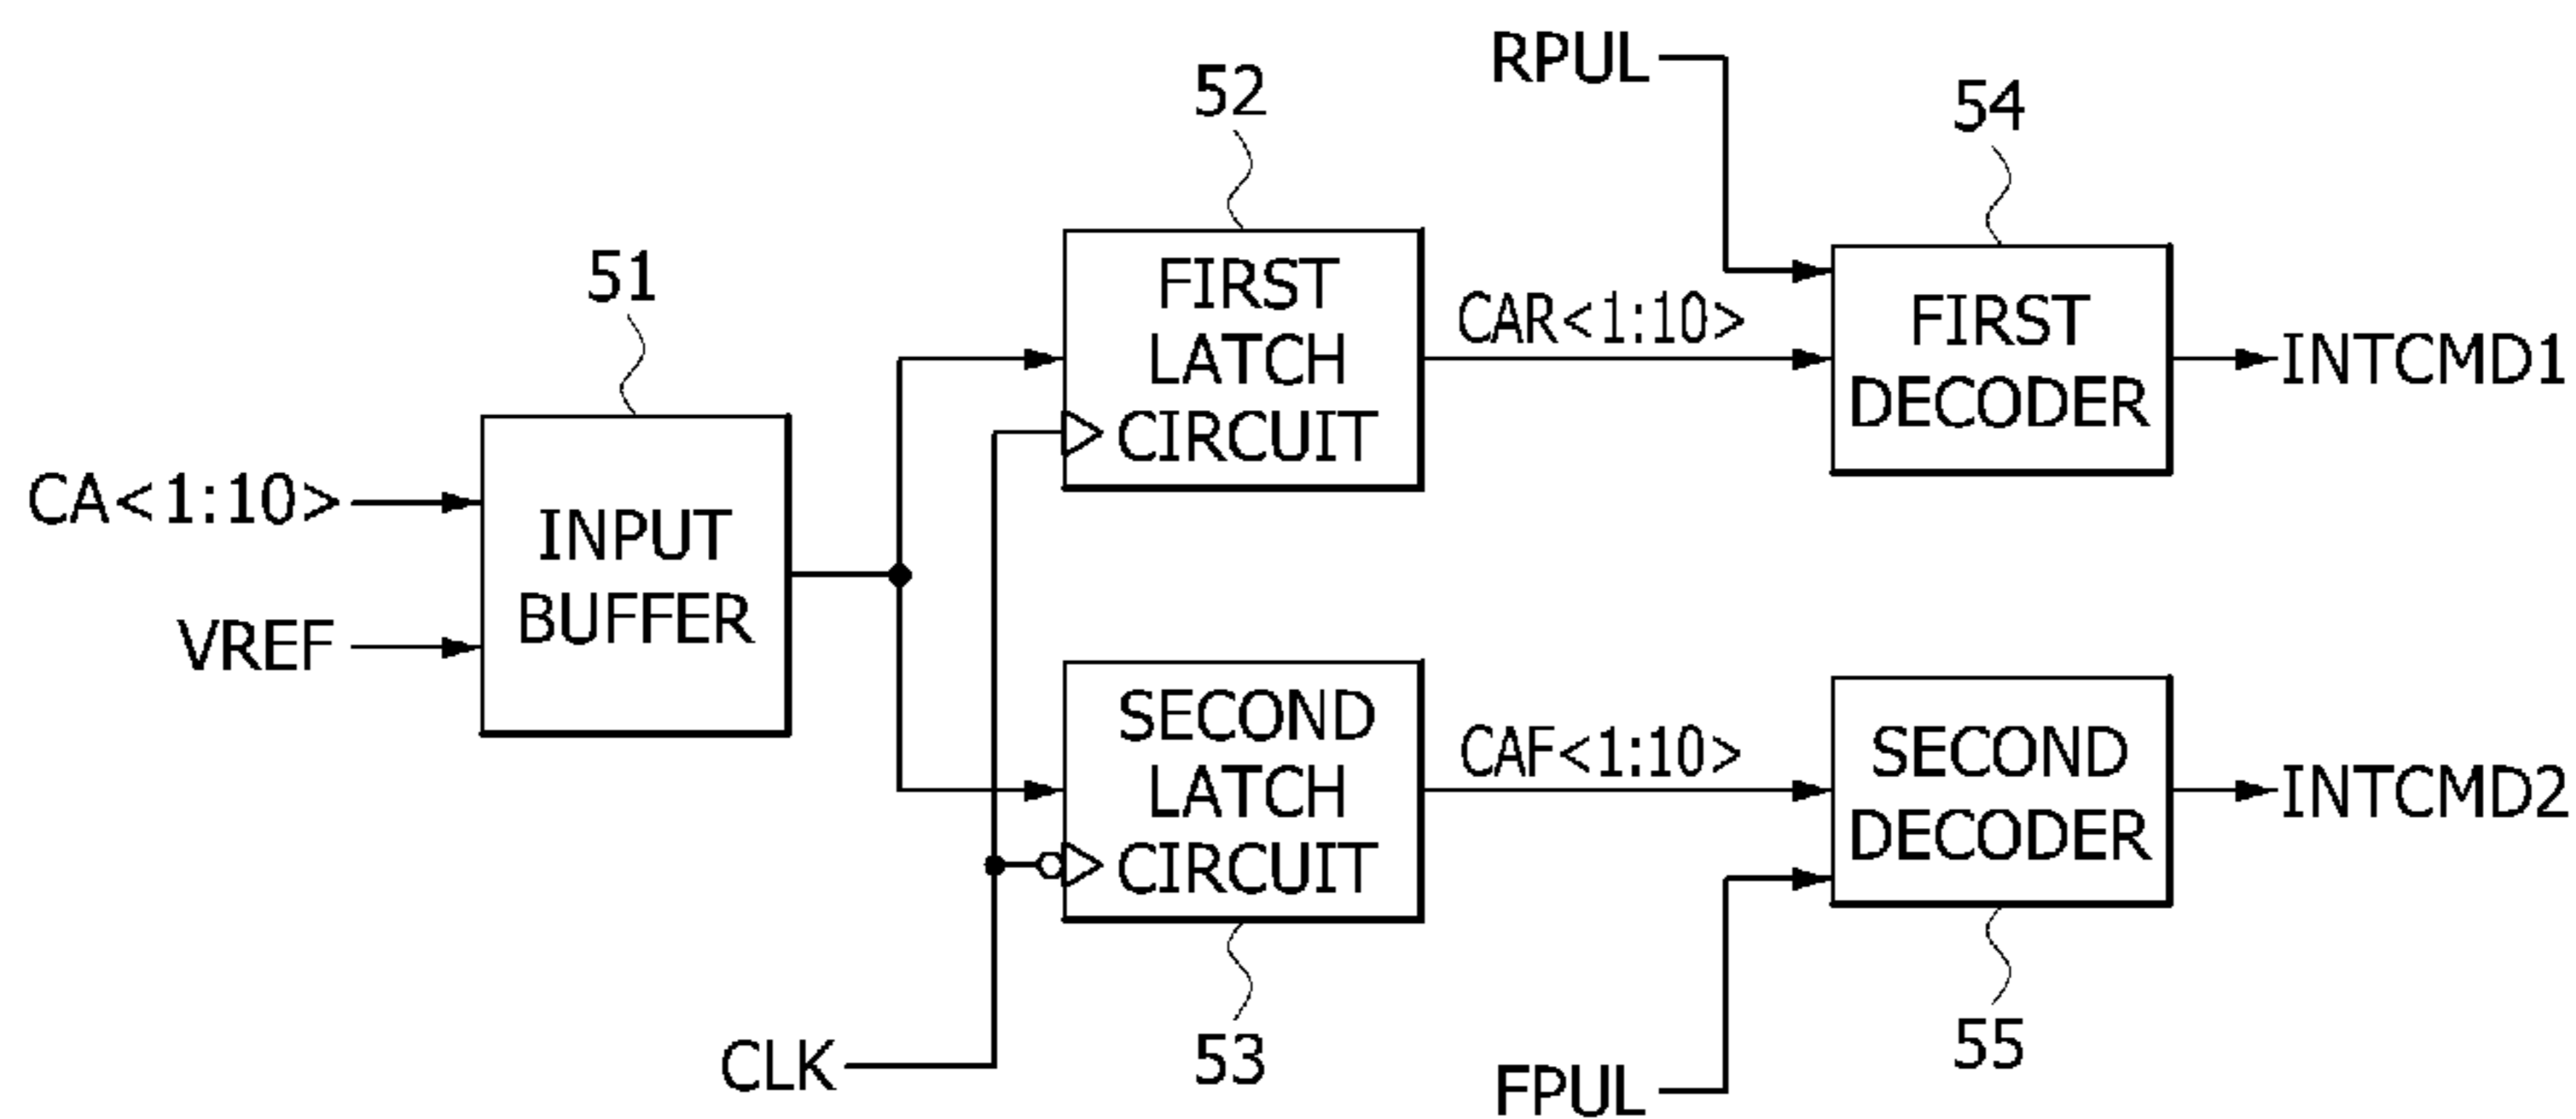 RPUL
52
54
51
FIRST
LATCH
CIRCUIT
CAR<1:10>
FIRST
DECODER
INTCMD1
CA<1:10>
INPUT
BUFFER
VREF
SECOND
LATCH
CIRCUIT
CAF<1:10>
SECOND
DECODER
INTCMD2
CLK
53
FPUL
55